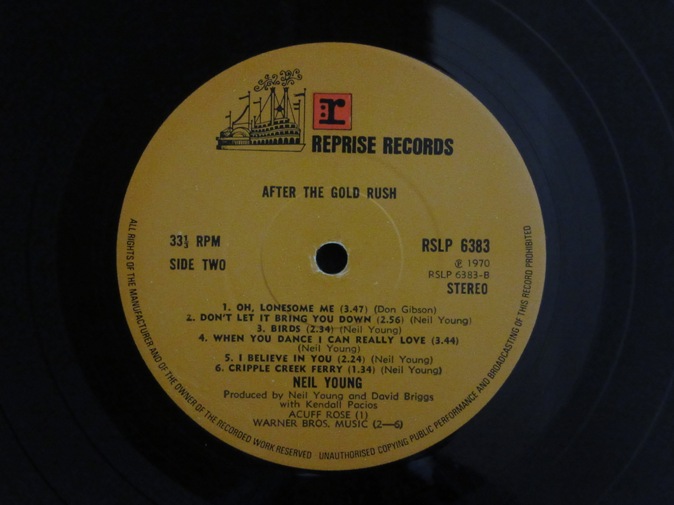 r
REPRISE RECORDS
AFTER THE GOLD RUSH
33⅓ RPM
SIDE TWO
RSLP 6383
℗ 1970
RSLP 6383-B
STEREO
1. OH, LONESOME ME (3.47) (Don Gibson)
2. DON'T LET IT BRING YOU DOWN (2.56) (Neil Young)
3. BIRDS (2.34) (Neil Young)
4. WHEN YOU DANCE I CAN REALLY LOVE (3.44)
(Neil Young)
5. I BELIEVE IN YOU (2.24) (Neil Young)
6. CRIPPLE CREEK FERRY (1.34) (Neil Young)
NEIL YOUNG
Produced by Neil Young and David Briggs
with Kendall Pacios
ACUFF ROSE (1)
WARNER BROS. MUSIC (2—6)
ALL RIGHTS OF THE MANUFACTURER AND OF THE OWNER OF THE RECORDED WORK RESERVED UNAUTHORISED COPYING PUBLIC PERFORMANCE AND BROADCASTING OF THIS RECORD PROHIBITED